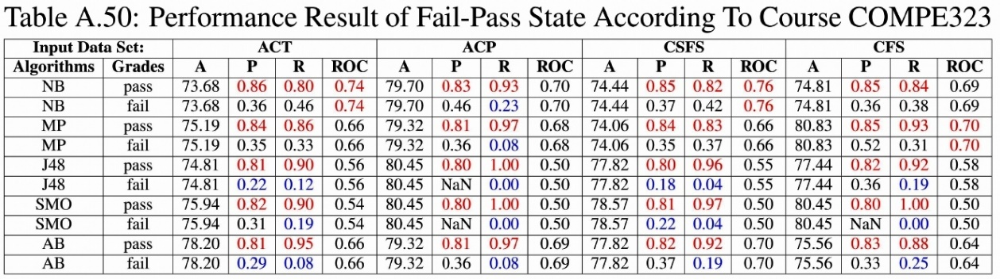 Table A.50: Performance Result of Fail-Pass State According To Course COMPE323
Input Data Set: ACT ACP CSFS CFS
Algorithms Grades A P R ROC A P R ROC A P R ROC A P R ROC
NB pass 73.68 0.86 0.80 0.74 79.70 0.83 0.93 0.70 74.44 0.85 0.82 0.76 74.81 0.85 0.84 0.69
NB fail 73.68 0.36 0.46 0.74 79.70 0.46 0.23 0.70 74.44 0.37 0.42 0.76 74.81 0.36 0.38 0.69
MP pass 75.19 0.84 0.86 0.66 79.32 0.81 0.97 0.68 74.06 0.84 0.83 0.66 80.83 0.85 0.93 0.70
MP fail 75.19 0.35 0.33 0.66 79.32 0.36 0.08 0.68 74.06 0.35 0.37 0.66 80.83 0.52 0.31 0.70
J48 pass 74.81 0.81 0.90 0.56 80.45 0.80 1.00 0.50 77.82 0.80 0.96 0.55 77.44 0.82 0.92 0.58
J48 fail 74.81 0.22 0.12 0.56 80.45 NaN 0.00 0.50 77.82 0.18 0.04 0.55 77.44 0.36 0.19 0.58
SMO pass 75.94 0.82 0.90 0.54 80.45 0.80 1.00 0.50 78.57 0.81 0.97 0.50 80.45 0.80 1.00 0.50
SMO fail 75.94 0.31 0.19 0.54 80.45 NaN 0.00 0.50 78.57 0.22 0.04 0.50 80.45 NaN 0.00 0.50
AB pass 78.20 0.81 0.95 0.66 79.32 0.81 0.97 0.69 77.82 0.82 0.92 0.70 75.56 0.83 0.88 0.64
AB fail 78.20 0.29 0.08 0.66 79.32 0.36 0.08 0.69 77.82 0.37 0.19 0.70 75.56 0.33 0.25 0.64